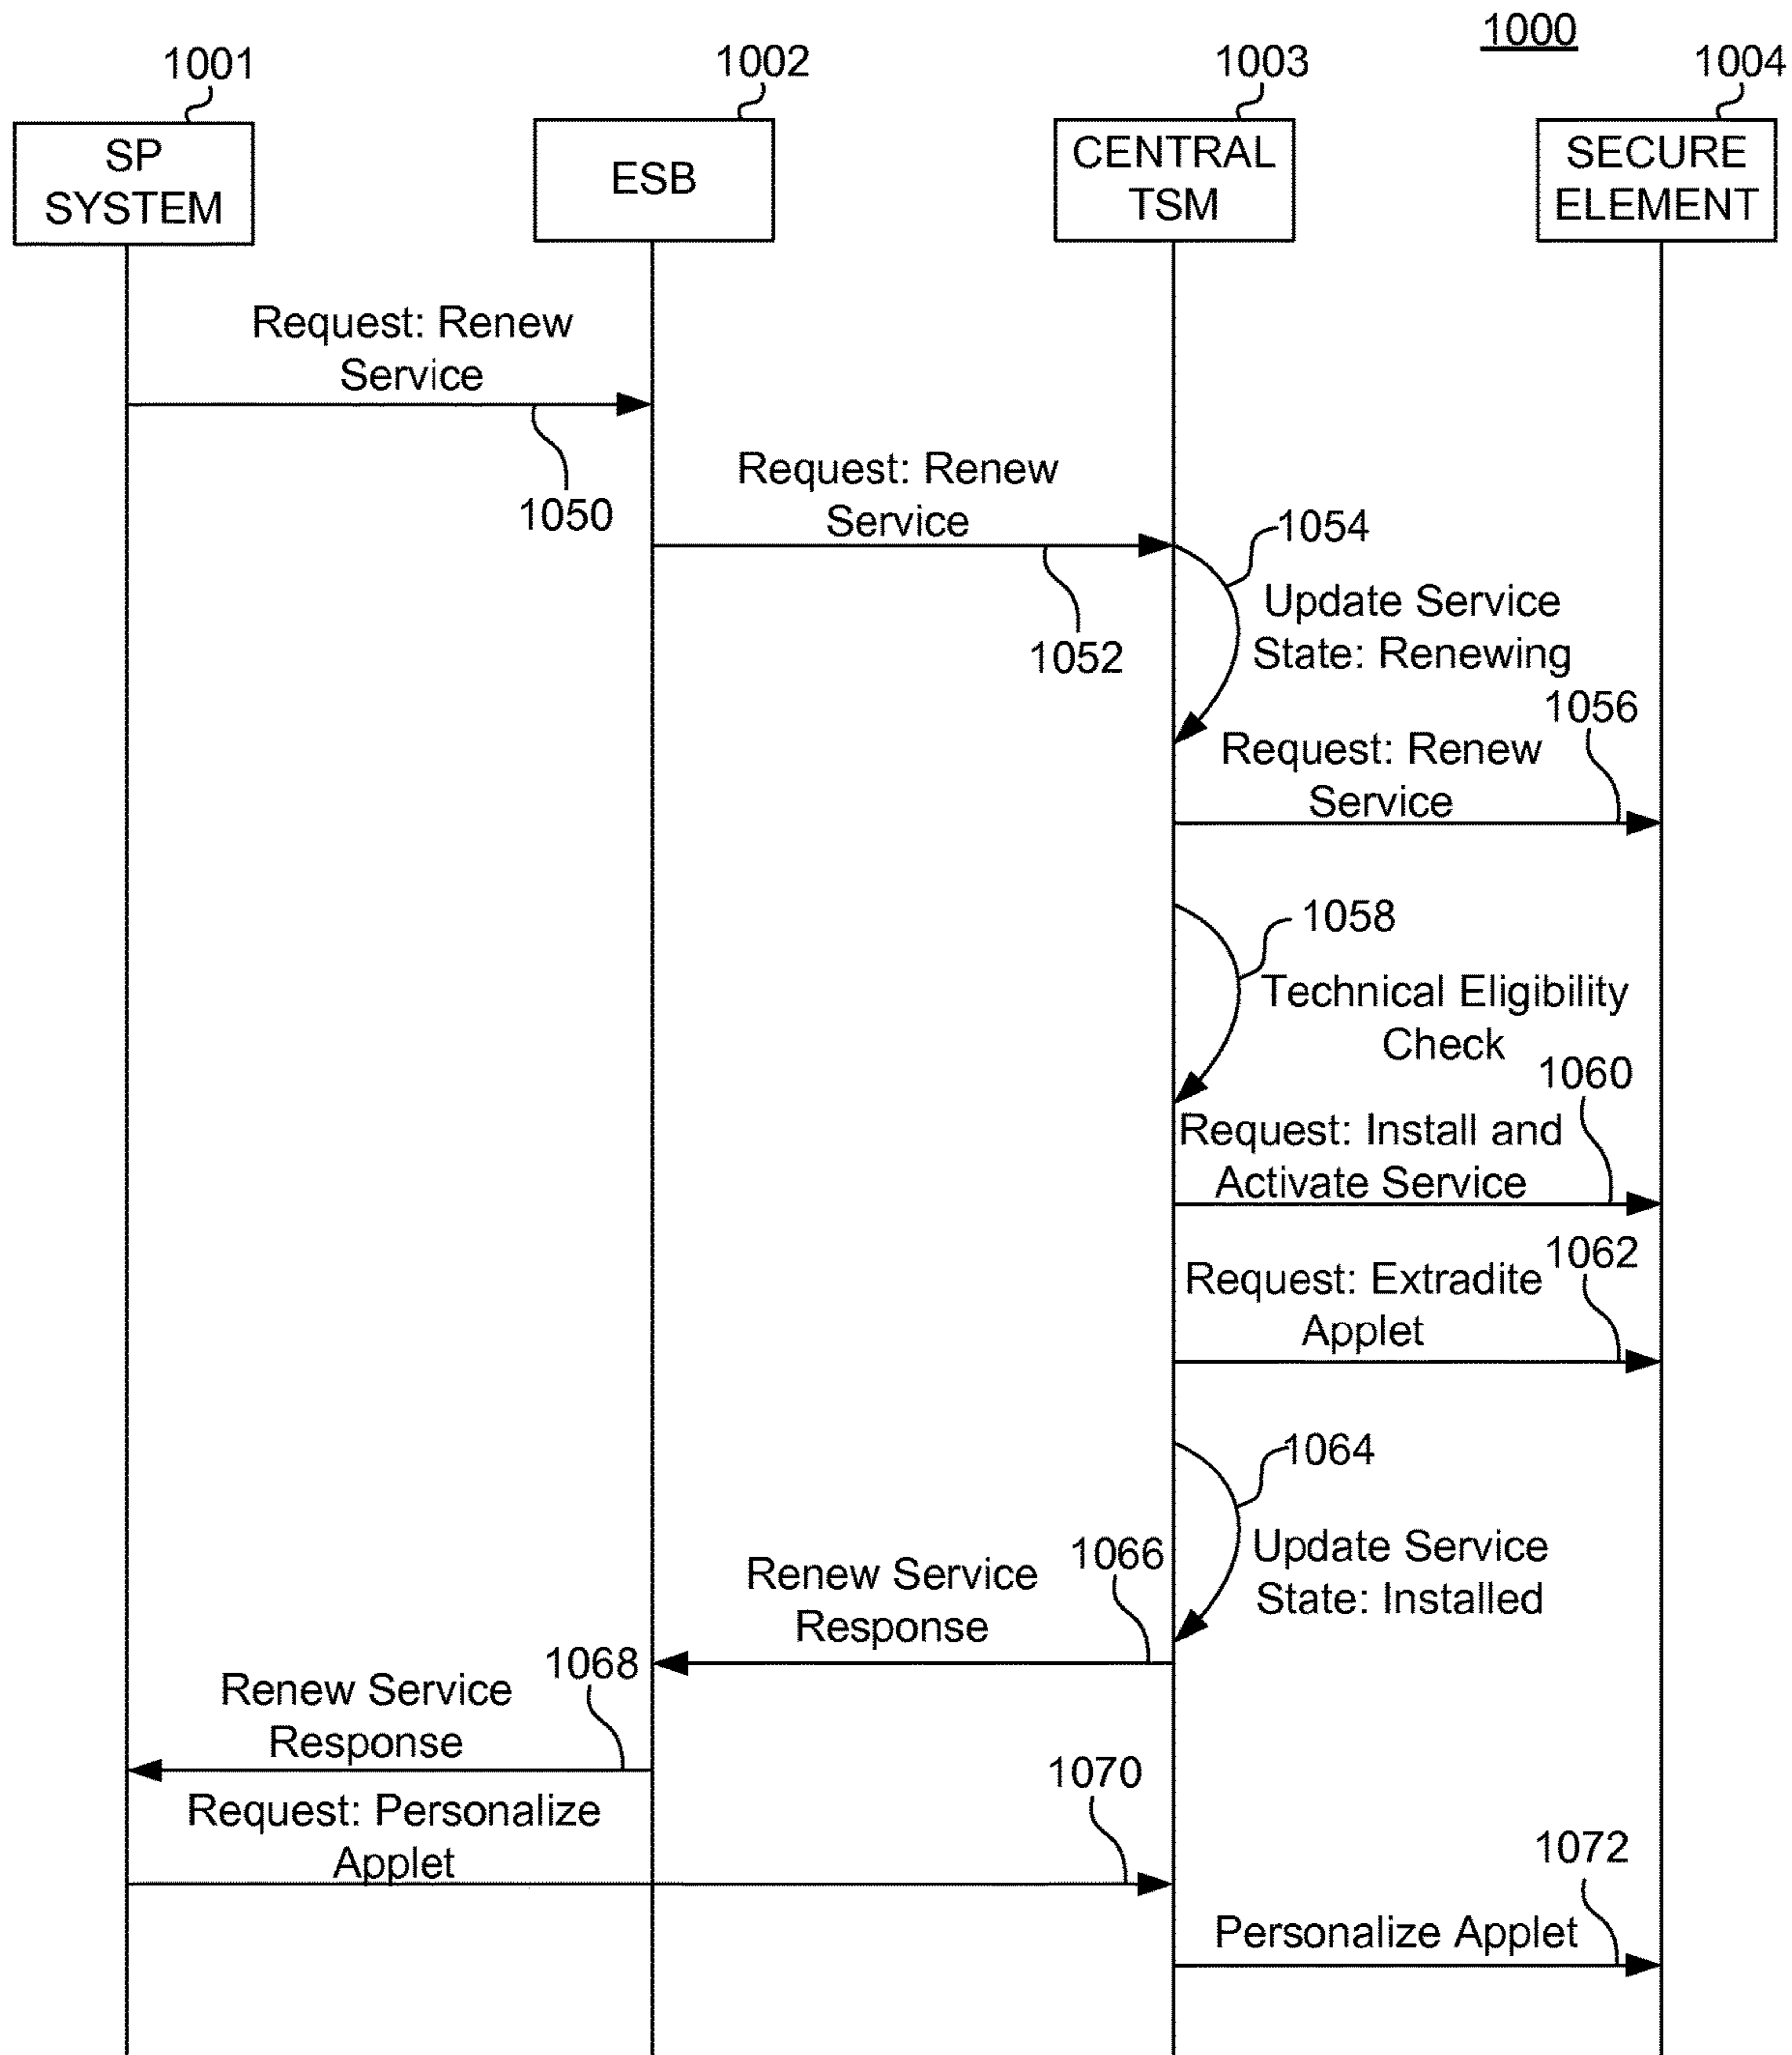 1000
1001
1002
1003
1004
SP
SYSTEM
ESB
CENTRAL
TSM
SECURE
ELEMENT
Request: Renew
Service
1050
Request: Renew
Service
1052
1054
Update Service
State: Renewing
1056
Request: Renew
Service
1058
Technical Eligibility
Check
1060
Request: Install and
Activate Service
1062
Request: Extradite
Applet
1064
Update Service
State: Installed
1066
Renew Service
Response
1068
Renew Service
Response
1070
Request: Personalize
Applet
1072
Personalize Applet